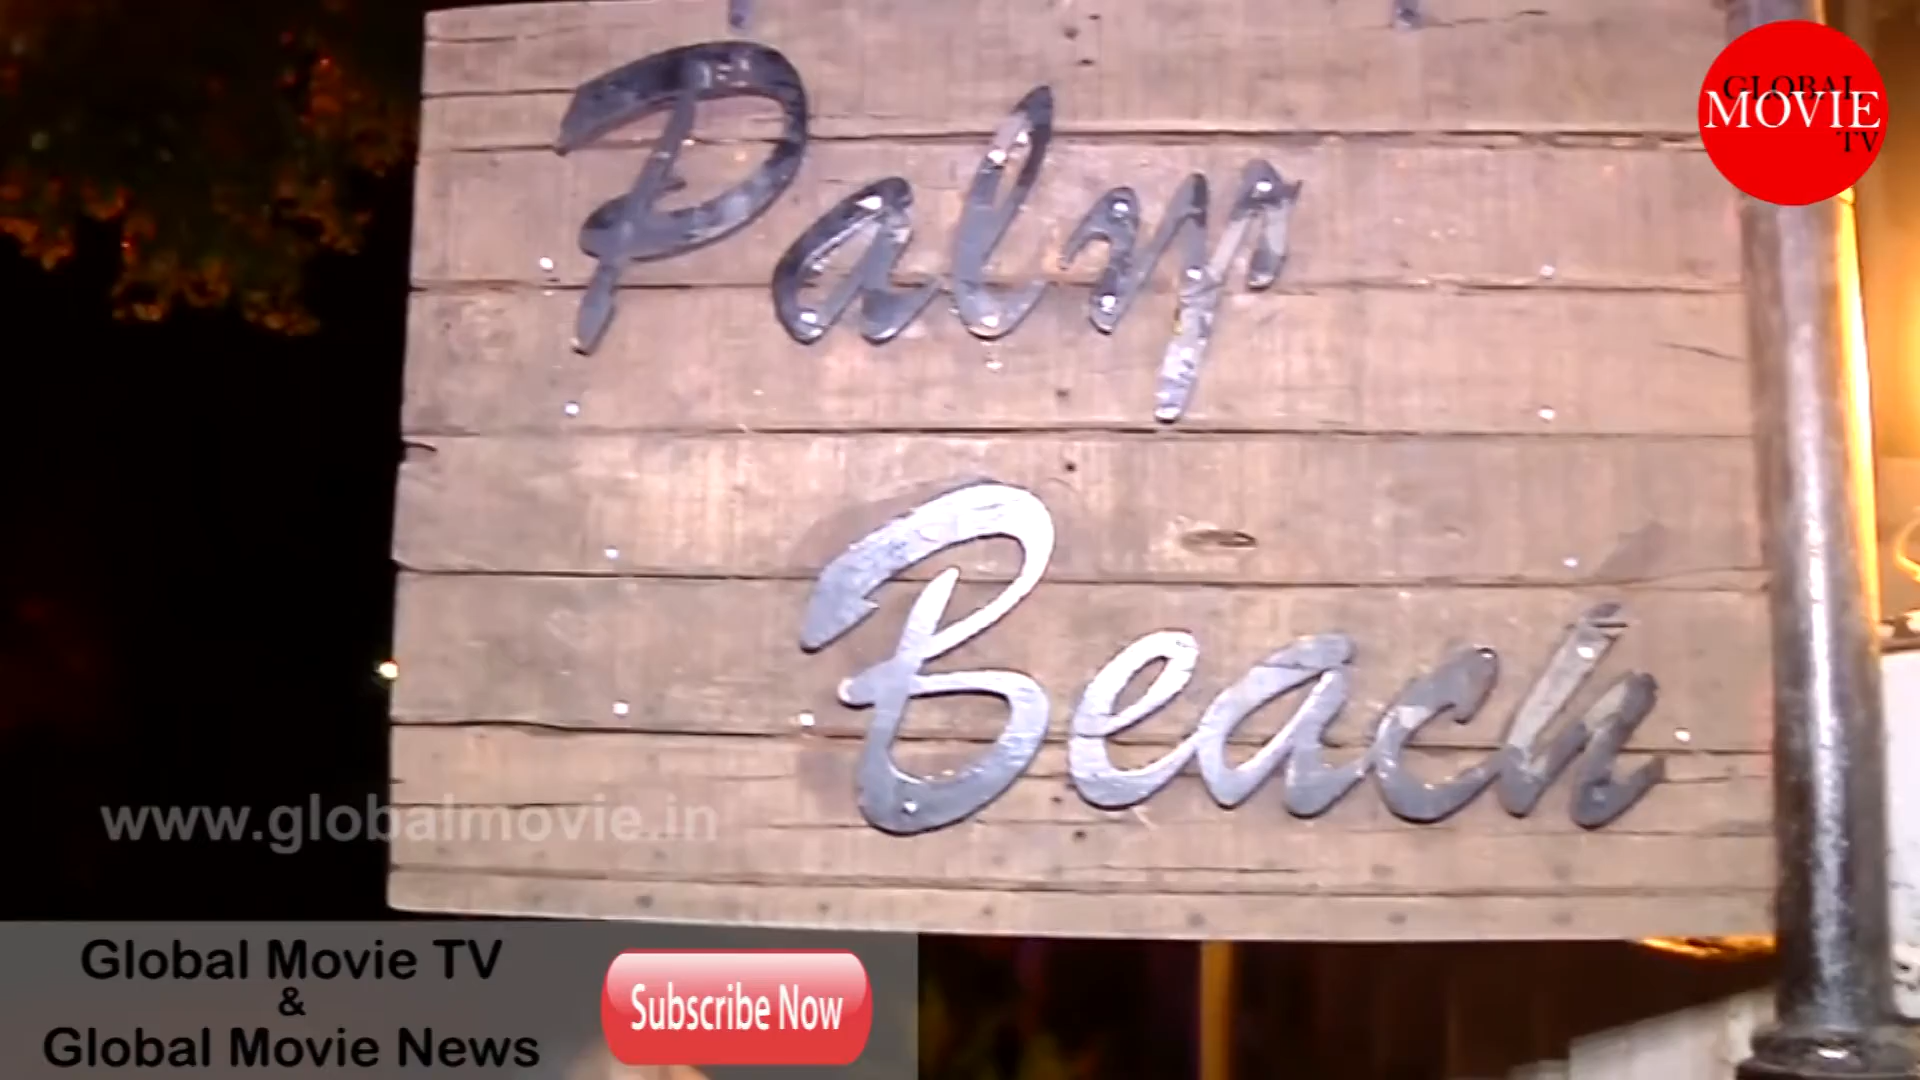 Palm
Beach
GLOBAL
MOVIE
TV
www.globalmovie.in
Global Movie TV
&
Global Movie News
Subscribe Now